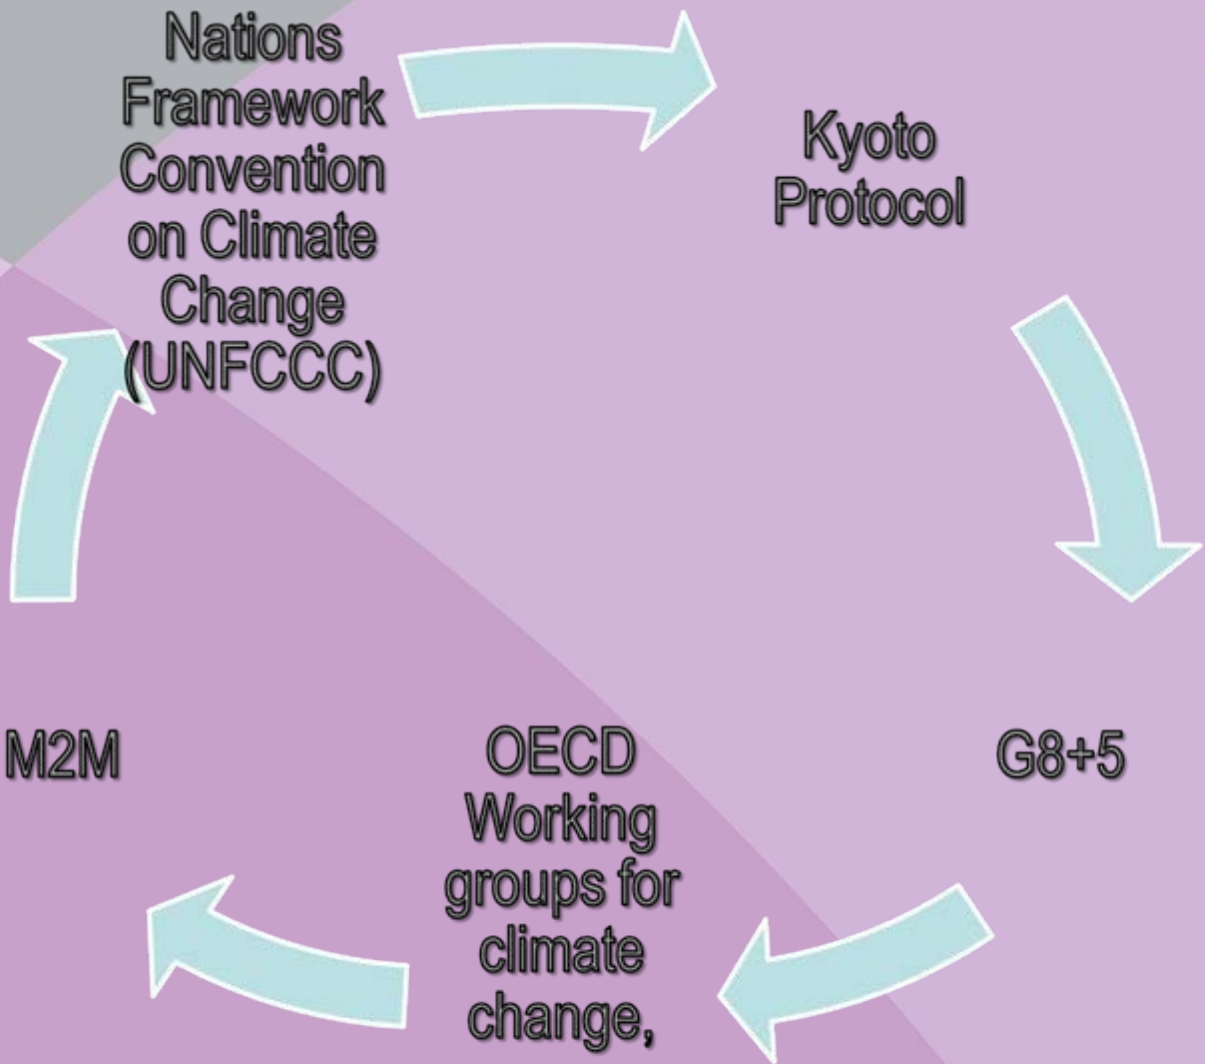 Nations
Framework
Convention
on Climate
Change
(UNFCCC)
Kyoto
Protocol
G8+5
OECD
Working
groups for
climate
change,
M2M